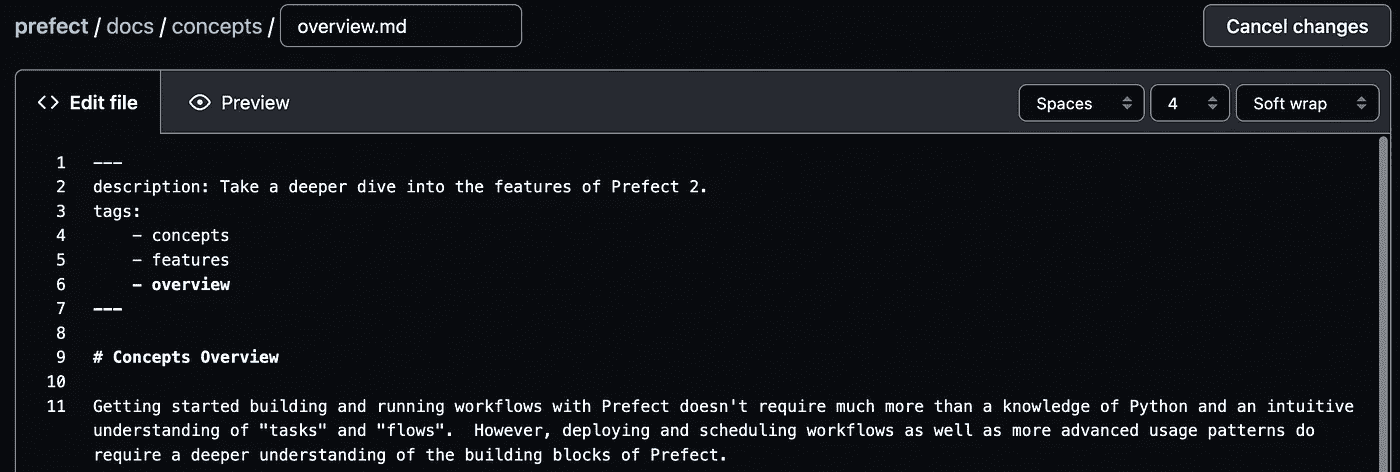 prefect / docs / concepts / overview.md
Cancel changes
<> Edit file
Preview
Spaces
4
Soft wrap
1 ---
2 description: Take a deeper dive into the features of Prefect 2.
3 tags:
4     - concepts
5     - features
6     - overview
7 ---
8
9 # Concepts Overview
10
11 Getting started building and running workflows with Prefect doesn't require much more than a knowledge of Python and an intuitive
understanding of "tasks" and "flows".  However, deploying and scheduling workflows as well as more advanced usage patterns do
require a deeper understanding of the building blocks of Prefect.